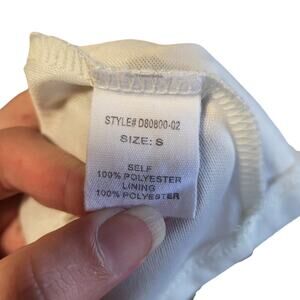 STYLE# D80800-02
SIZE: S
SELF
100% POLYESTER
LINING
100% POLYESTER